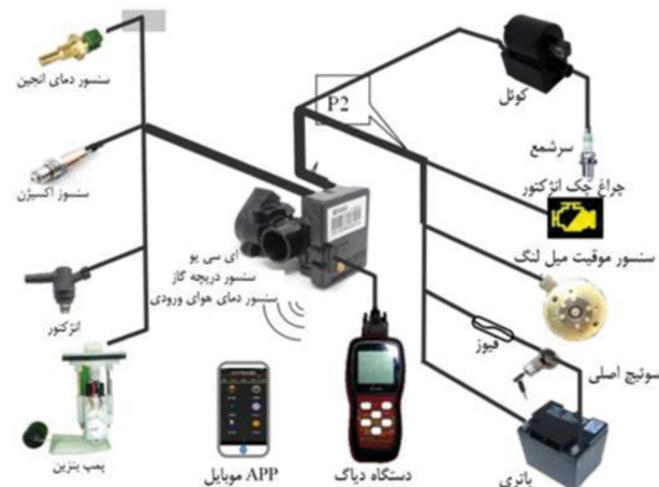 سنسور دمای انجین
سنسوز اکسیژن
انژکتور
پمپ بنزین
ای سی یو
سنسور دریچه گاز
سنسور دمای هوای ورودی
APP موبایل
دستگاه دیاگ
P2
کوئل
سرشمع
چراغ چک انژکتور
سنسور موقیت میل لنگ
فیوز
سوئیچ اصلی
باتری